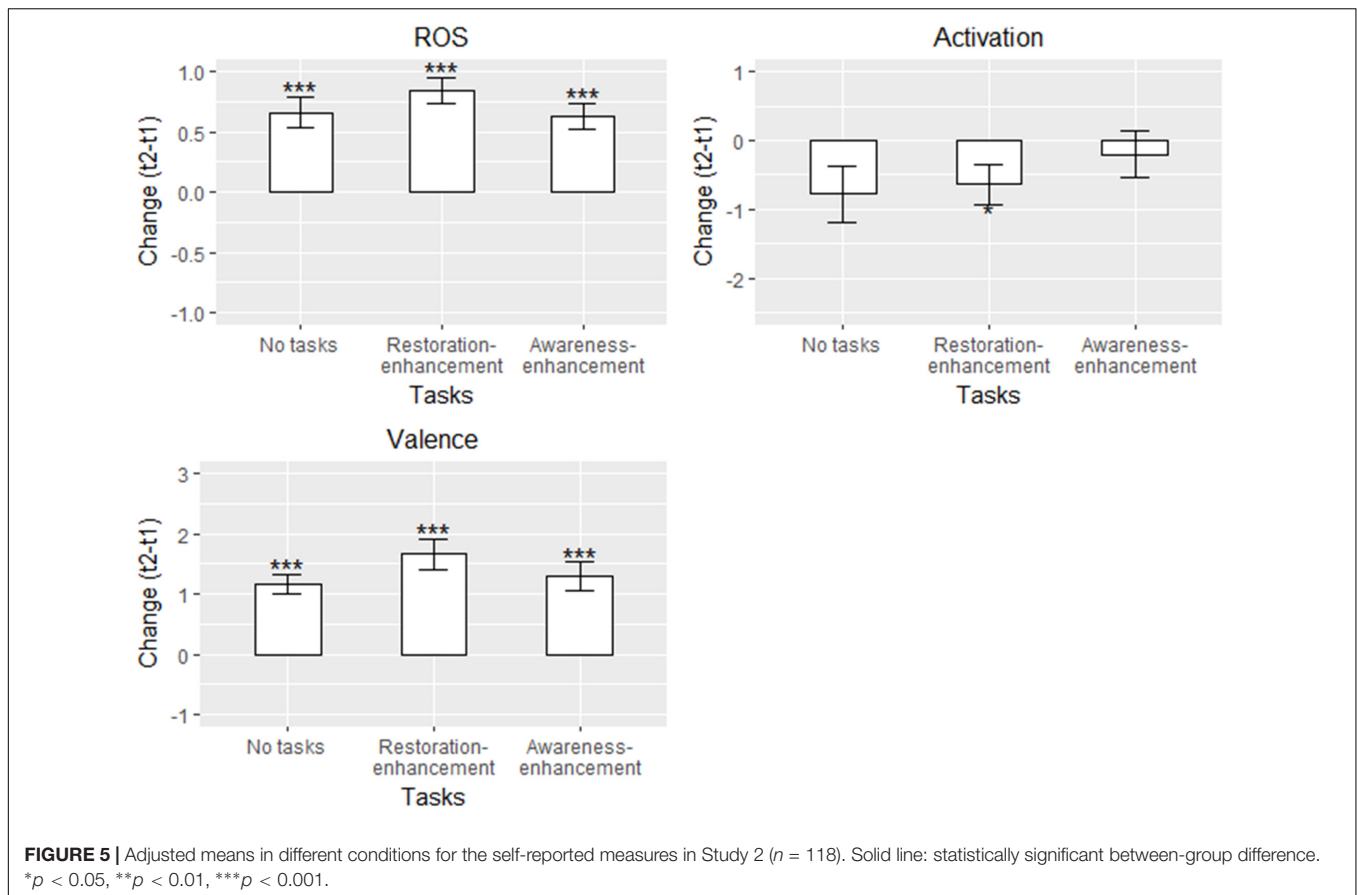 ROS
Change (t2-t1)
1.0
0.5
0.0
-0.5
-1.0
***
***
***
No tasks
Restoration-
enhancement
Awareness-
enhancement
Tasks
Activation
Change (t2-t1)
1
0
-1
-2
*
No tasks
Restoration-
enhancement
Awareness-
enhancement
Tasks
Valence
Change (t2-t1)
3
2
1
0
-1
***
***
***
No tasks
Restoration-
enhancement
Awareness-
enhancement
Tasks
FIGURE 5 | Adjusted means in different conditions for the self-reported measures in Study 2 (n = 118). Solid line: statistically significant between-group difference.
*p < 0.05, **p < 0.01, ***p < 0.001.